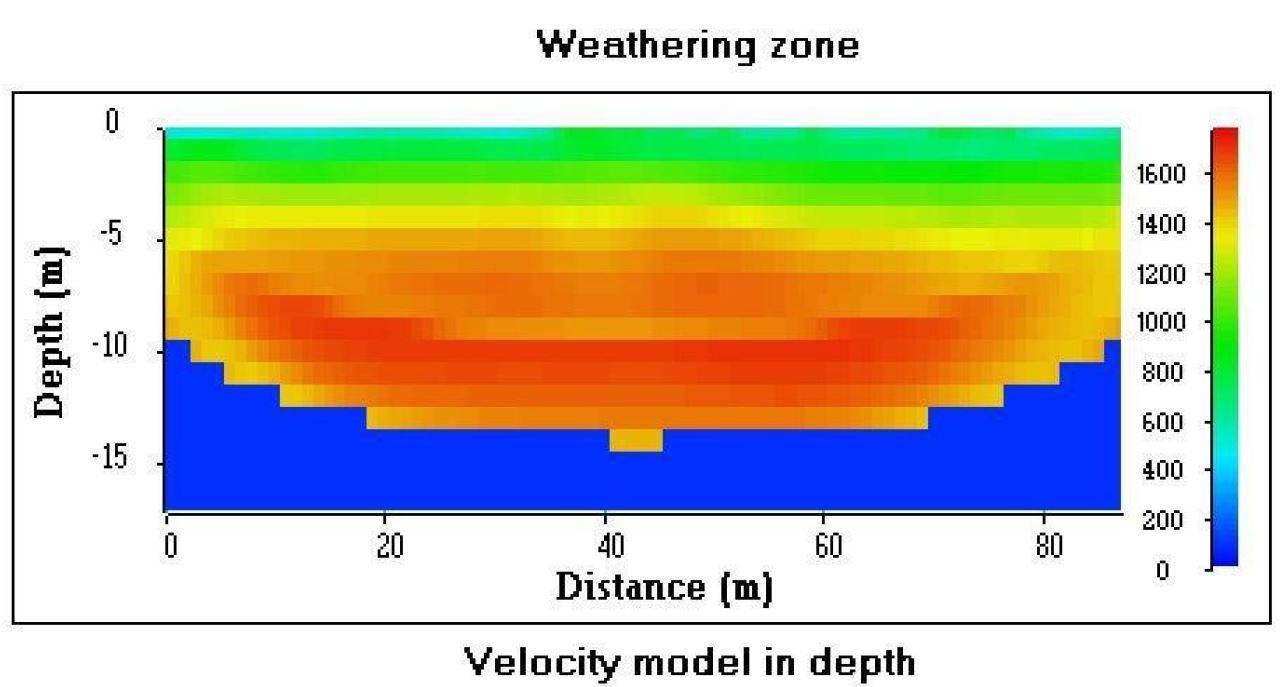 Weathering zone
0
-5
-10
-15
Depth (m)
0 20 40 60 80
Distance (m)
1600
1400
1200
1000
800
600
400
200
0
Velocity model in depth